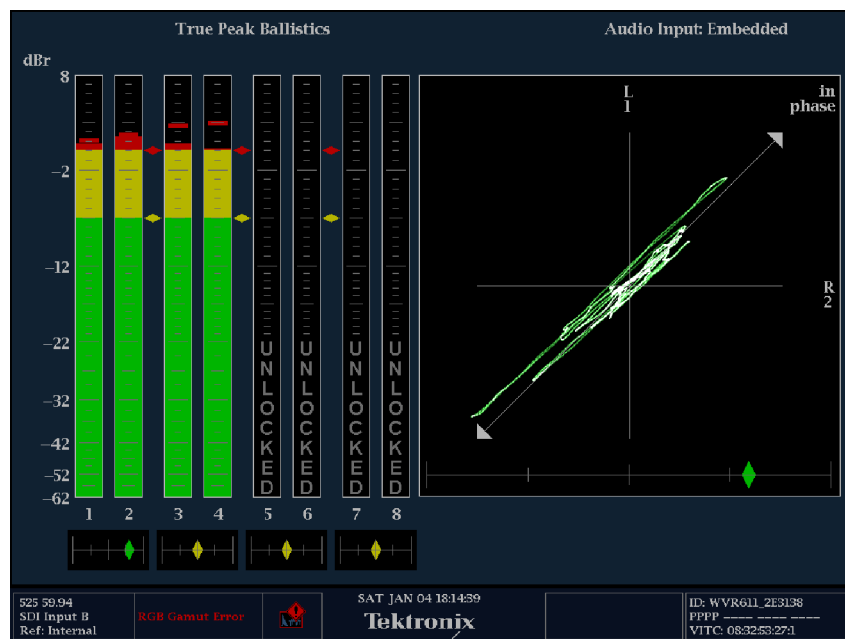 True Peak Ballistics
Audio Input: Embedded
dBr
8
−2
−12
−22
−32
−42
−52
−62
UNLOCKED
UNLOCKED
UNLOCKED
UNLOCKED
1 2 3 4 5 6 7 8
L
1
in
phase
R
2
525 59.94
SDI Input B
Ref: Internal
RGB Gamut Error
SAT JAN 04 18:14:39
Tektronix
ID: WVR611_2E3138
PPPP ---- ---- ----
VITC: 08:32:53:27:1